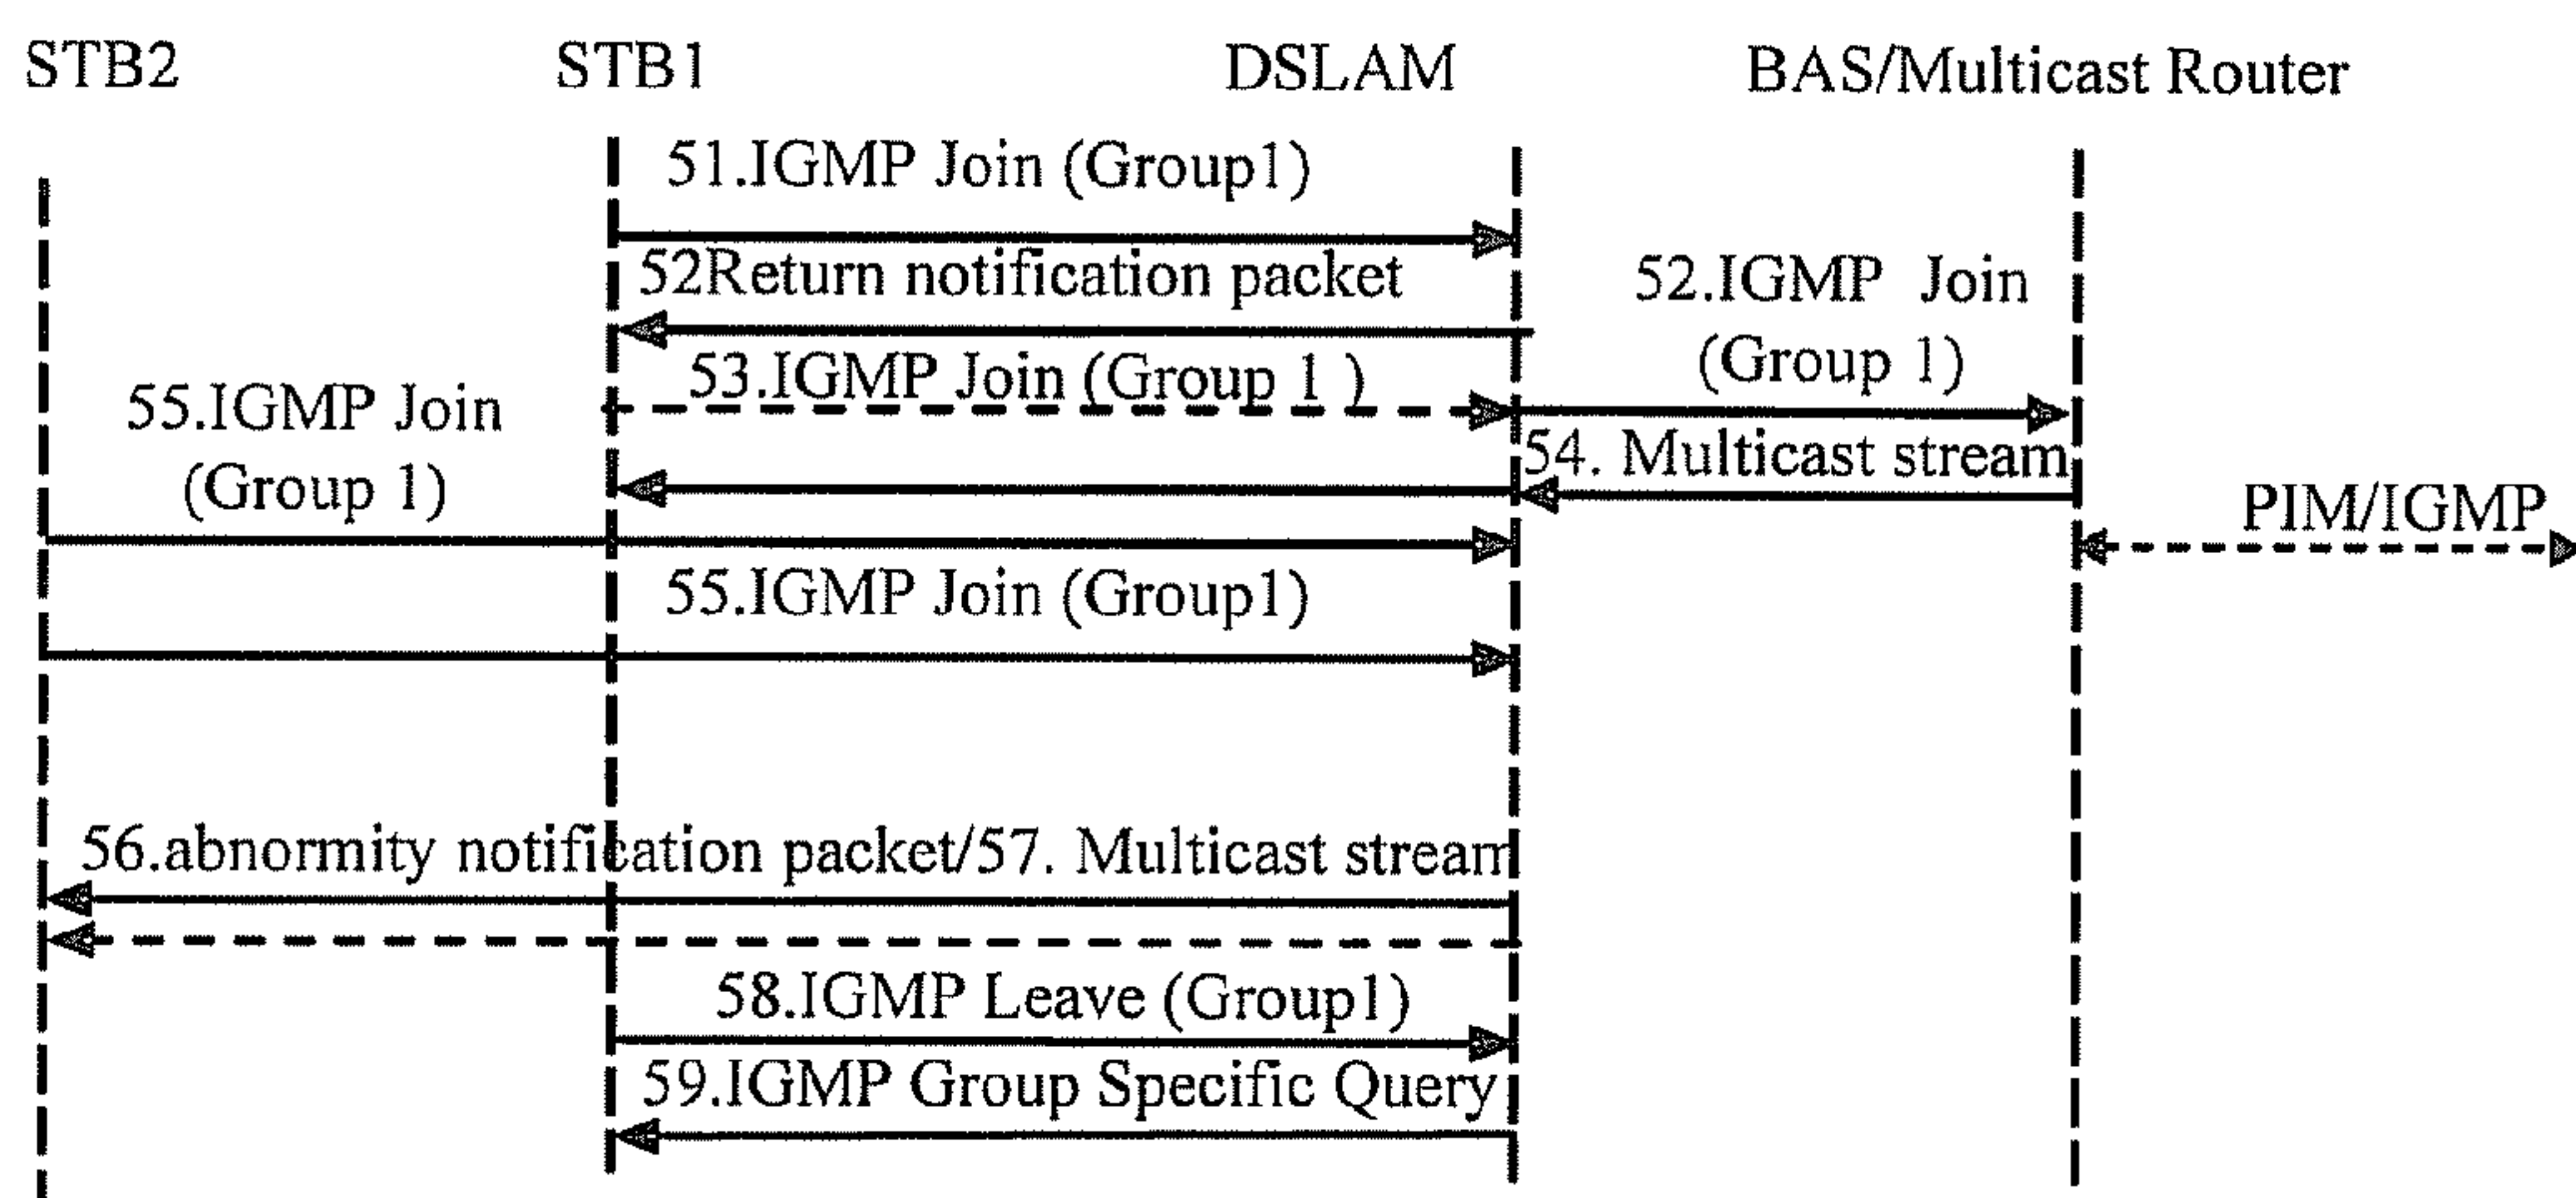 STB2 STB1 DSLAM BAS/Multicast Router
51.IGMP Join (Group1)
52Return notification packet
52.IGMP Join
(Group 1)
53.IGMP Join (Group 1 )
55.IGMP Join
(Group 1)
54. Multicast stream
PIM/IGMP
55.IGMP Join (Group1)
56.abnormity notification packet/57. Multicast stream
58.IGMP Leave (Group1)
59.IGMP Group Specific Query